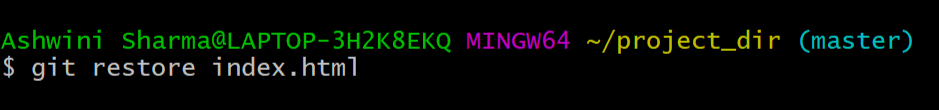 Ashwini Sharma@LAPTOP-3H2K8EKQ MINGW64 ~/project_dir (master)
$ git restore index.html